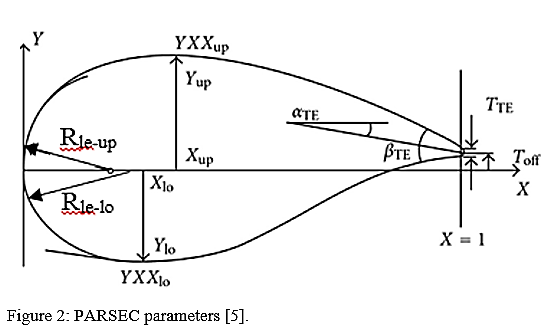 Y
YXXup
Yup
αTE
TTE
Rle-up
βTE
Xup
Toff
Xlo
X
Rle-lo
Ylo
X = 1
YXXlo
Figure 2: PARSEC parameters [5].